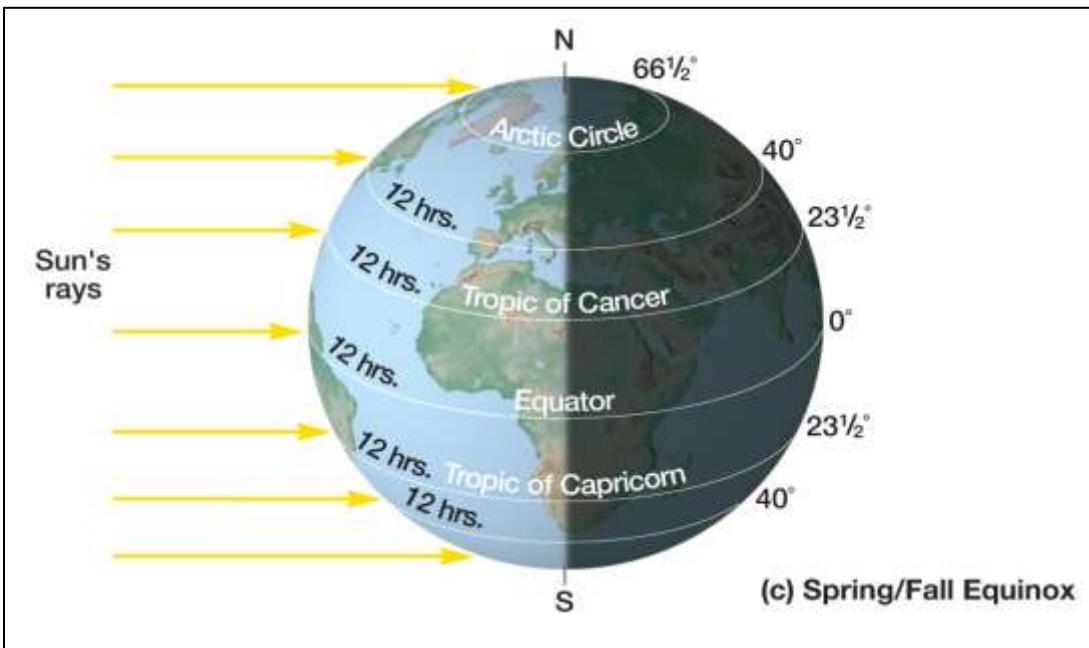 N
66½°
Arctic Circle
40°
12 hrs.
23½°
12 hrs.
Sun's
rays
Tropic of Cancer
0°
12 hrs.
Equator
23½°
12 hrs.
Tropic of Capricorn
40°
12 hrs.
(c) Spring/Fall Equinox
S